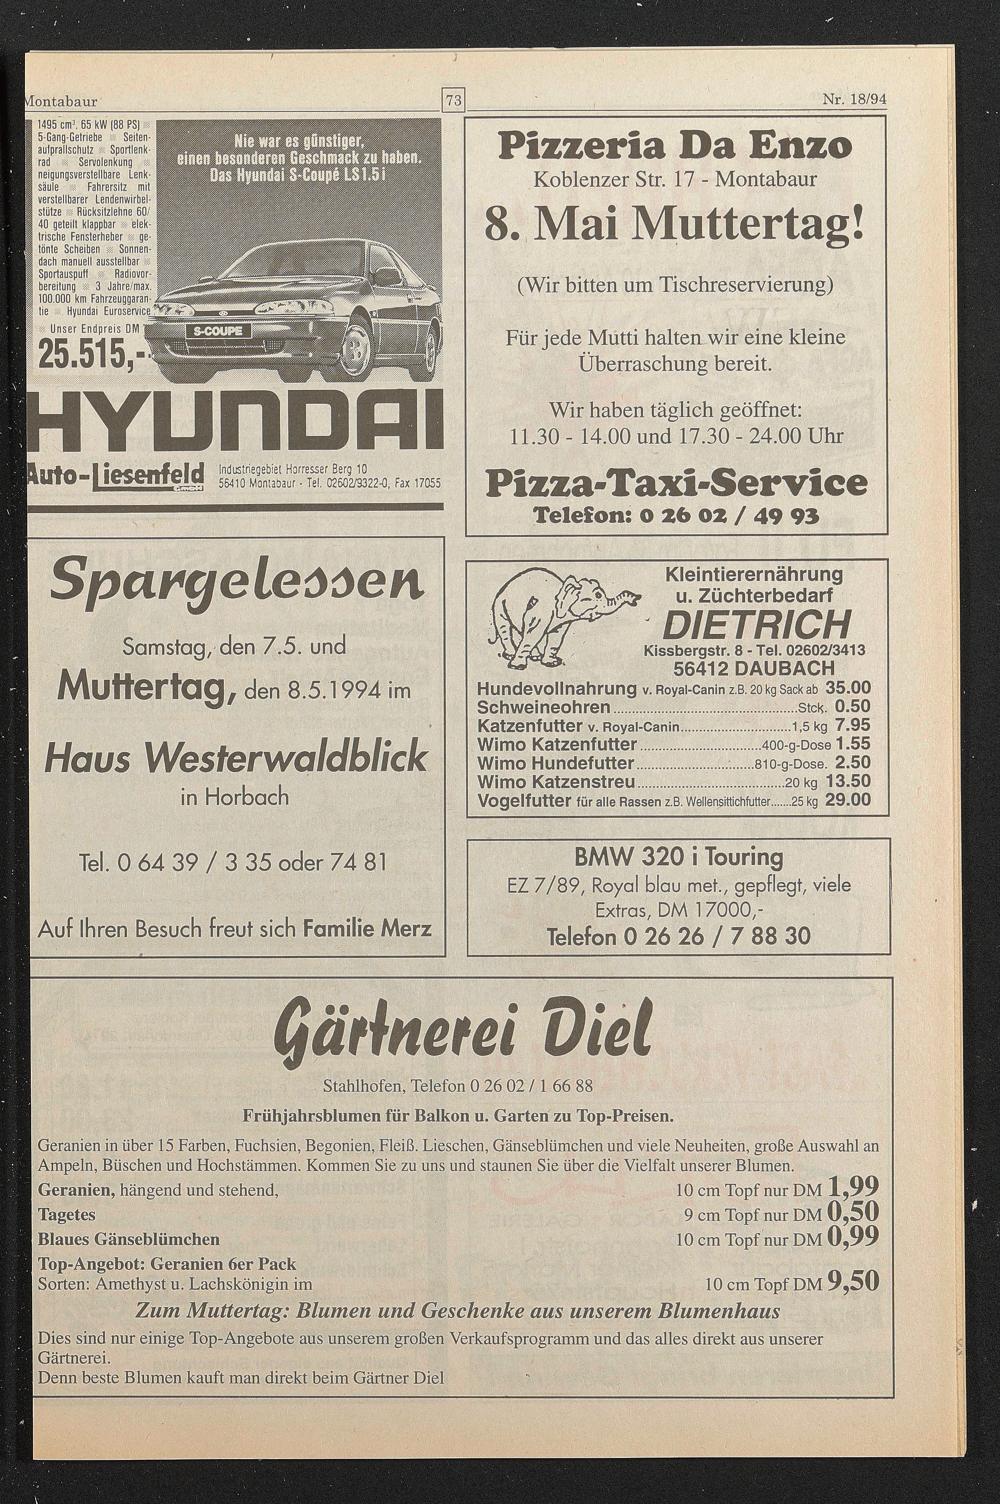 Montabaur
73
Nr. 18/94
1495 cm³, 65 kW (88 PS)
5-Gang-Getriebe Seiten-
aufprallschutz Sportlenk-
rad Servolenkung
neigungsverstellbare Lenk-
säule Fahrersitz mit
verstellbarer Lendenwirbel-
stütze Rücksitzlehne 60/
40 geteilt klappbar elek-
trische Fensterheber ge-
tönte Scheiben Sonnen-
dach manuell ausstellbar
Sportauspuff Radiovor-
bereitung 3 Jahre/max.
100.000 km Fahrzeuggaran-
tie Hyundai Euroservice
Unser Endpreis DM
25.515,-
Nie war es günstiger,
einen besonderen Geschmack zu haben.
Das Hyundai S-Coupé LS1.5i
S-COUPE
HYUNDAI
Auto-Liesenfeld
GmbH
Industriegebiet Horresser Berg 10
56410 Montabaur - Tel. 02602/9322-0, Fax 17055
Pizzeria Da Enzo
Koblenzer Str. 17 - Montabaur
8. Mai Muttertag!
(Wir bitten um Tischreservierung)
Für jede Mutti halten wir eine kleine
Überraschung bereit.
Wir haben täglich geöffnet:
11.30 - 14.00 und 17.30 - 24.00 Uhr
Pizza-Taxi-Service
Telefon: 0 26 02 / 49 93
Spargelessen
Samstag, den 7.5. und
Muttertag, den 8.5.1994 im
Haus Westerwaldblick
in Horbach
Tel. 0 64 39 / 3 35 oder 74 81
Auf Ihren Besuch freut sich Familie Merz
Kleintierernährung
u. Züchterbedarf
DIETRICH
Kissbergstr. 8 - Tel. 02602/3413
56412 DAUBACH
Hundevollnahrung v. Royal-Canin z.B. 20 kg Sack ab 35.00
Schweineohren ..... Stck. 0.50
Katzenfutter v. Royal-Canin ..... 1,5 kg 7.95
Wimo Katzenfutter ..... 400-g-Dose 1.55
Wimo Hundefutter ..... 810-g-Dose. 2.50
Wimo Katzenstreu ..... 20 kg 13.50
Vogelfutter für alle Rassen z.B. Wellensittichfutter ..... 25 kg 29.00
BMW 320 i Touring
EZ 7/89, Royal blau met., gepflegt, viele
Extras, DM 17000,-
Telefon 0 26 26 / 7 88 30
Gärtnerei Diel
Stahlhofen, Telefon 0 26 02 / 1 66 88
Frühjahrsblumen für Balkon u. Garten zu Top-Preisen.
Geranien in über 15 Farben, Fuchsien, Begonien, Fleiß. Lieschen, Gänseblümchen und viele Neuheiten, große Auswahl an
Ampeln, Büschen und Hochstämmen. Kommen Sie zu uns und staunen Sie über die Vielfalt unserer Blumen.
Geranien, hängend und stehend, 10 cm Topf nur DM 1,99
Tagetes 9 cm Topf nur DM 0,50
Blaues Gänseblümchen 10 cm Topf nur DM 0,99
Top-Angebot: Geranien 6er Pack
Sorten: Amethyst u. Lachskönigin im 10 cm Topf DM 9,50
Zum Muttertag: Blumen und Geschenke aus unserem Blumenhaus
Dies sind nur einige Top-Angebote aus unserem großen Verkaufsprogramm und das alles direkt aus unserer
Gärtnerei.
Denn beste Blumen kauft man direkt beim Gärtner Diel